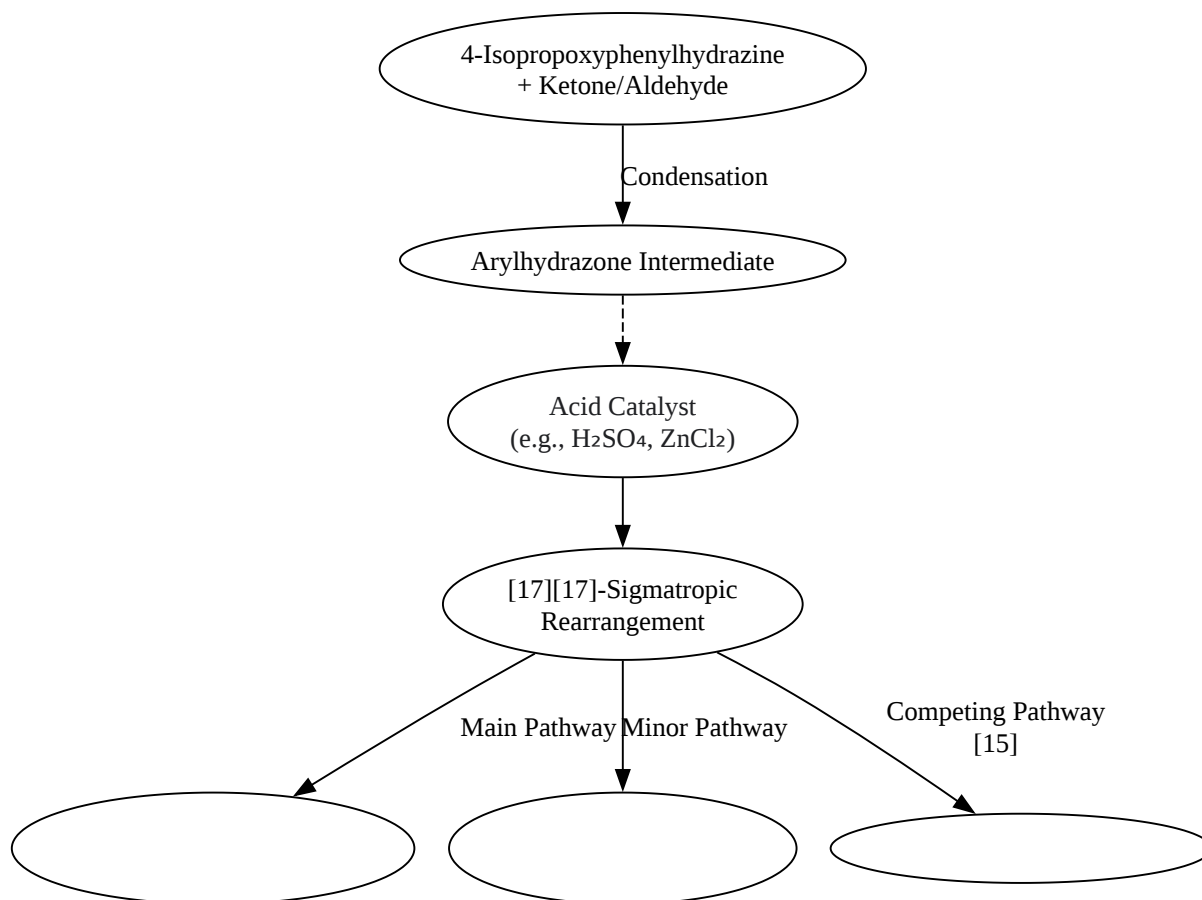 4-Isopropoxyphenylhydrazine
+ Ketone/Aldehyde
Condensation
Arylhydrazone Intermediate
Acid Catalyst
(e.g., H₂SO₄, ZnCl₂)
[17][17]-Sigmatropic
Rearrangement
Main Pathway
Minor Pathway
Competing Pathway
[15]